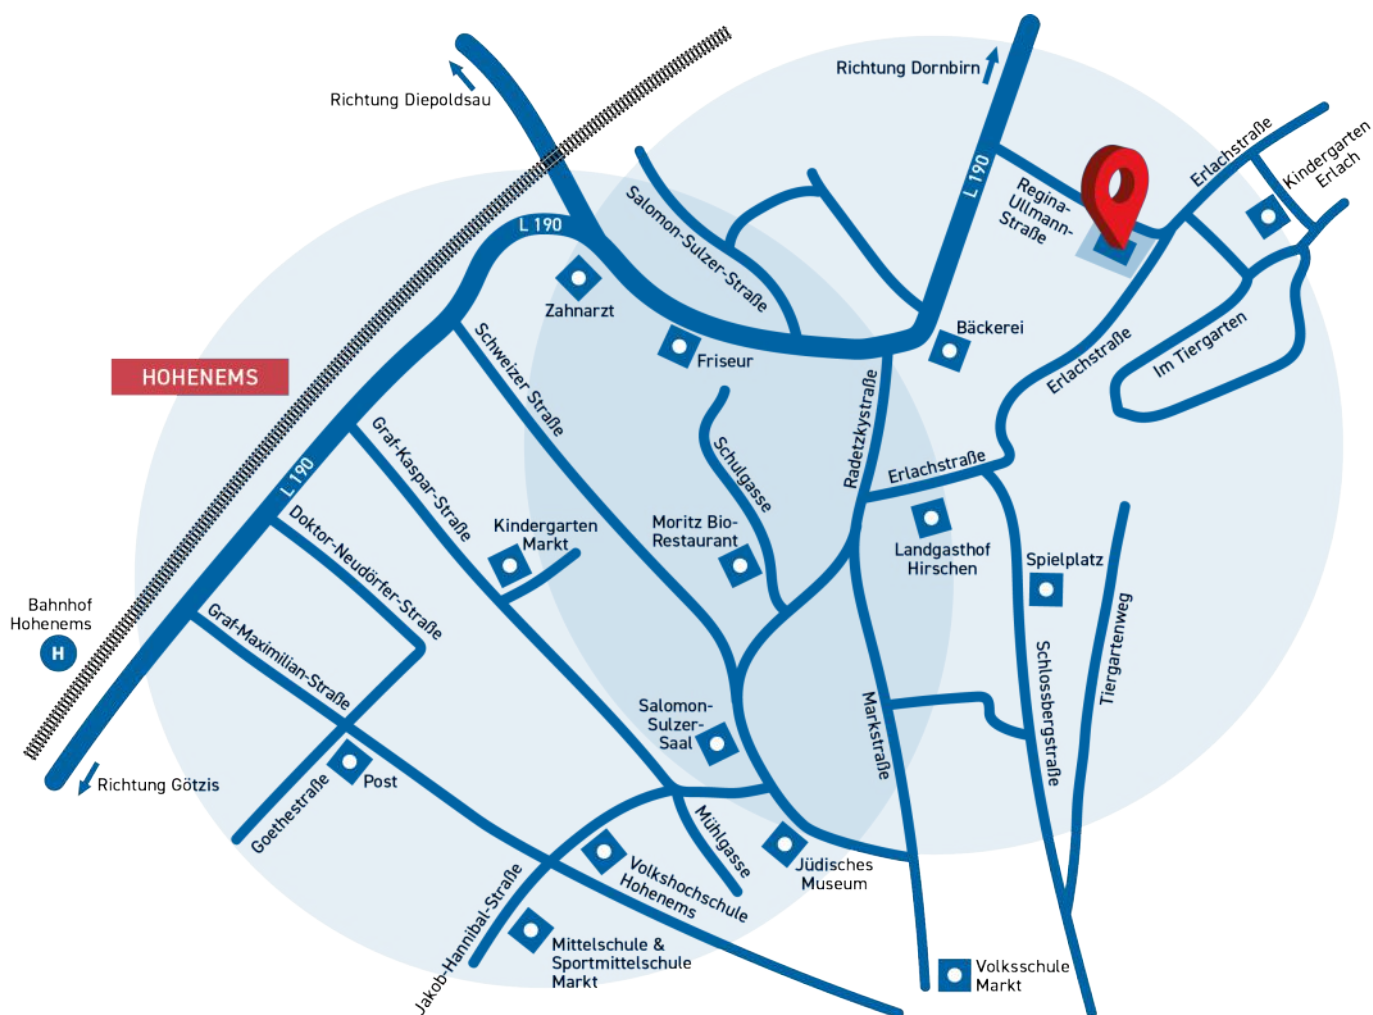 Richtung Diepoldsau
Richtung Dornbirn
L 190
Erlachstraße
Kindergarten
Erlach
Regina-
Ullmann-
Straße
Salomon-Sulzer-Straße
L 190
Zahnarzt
Friseur
Bäckerei
Erlachstraße
Im Tiergarten
HOHENEMS
Schweizer Straße
Radetzkystraße
Schulgasse
Graf-Kaspar-Straße
L 190
Erlachstraße
Doktor-Neudörfer-Straße
Kindergarten
Markt
Moritz Bio-
Restaurant
Landgasthof
Hirschen
Spielplatz
Bahnhof
Hohenems
H
Graf-Maximilian-Straße
Tiergartenweg
Schlossbergstraße
Salomon-
Sulzer-
Saal
Markstraße
Richtung Götzis
Post
Goethestraße
Mühlgasse
Jüdisches
Museum
Volkshochschule
Hohenems
Jakob-Hannibal-Straße
Mittelschule &
Sportmittelschule
Markt
Volksschule
Markt